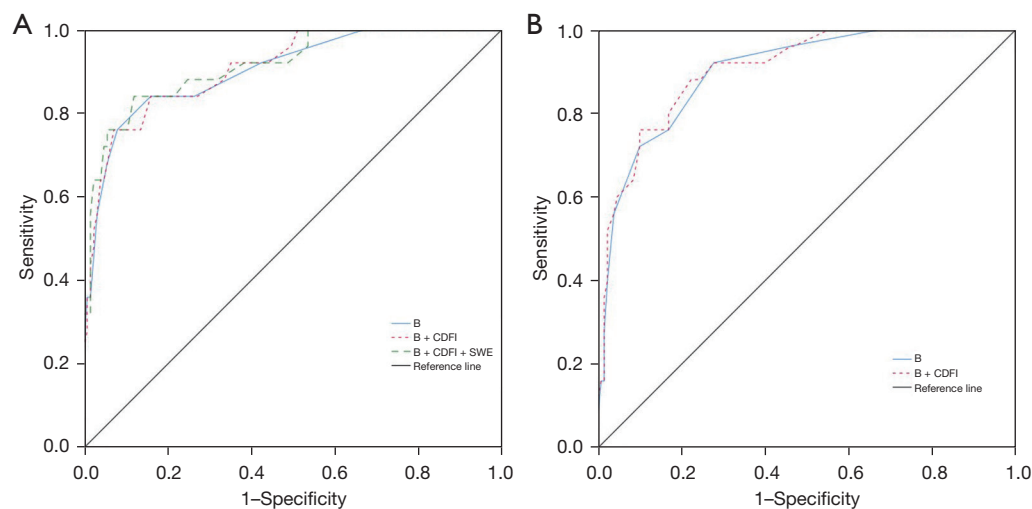 A
1.0
0.8
0.6
0.4
0.2
0.0
Sensitivity
B
B + CDFI
B + CDFI + SWE
Reference line
0.0 0.2 0.4 0.6 0.8 1.0
1–Specificity
B
1.0
0.8
0.6
0.4
0.2
0.0
Sensitivity
B
B + CDFI
Reference line
0.0 0.2 0.4 0.6 0.8 1.0
1–Specificity